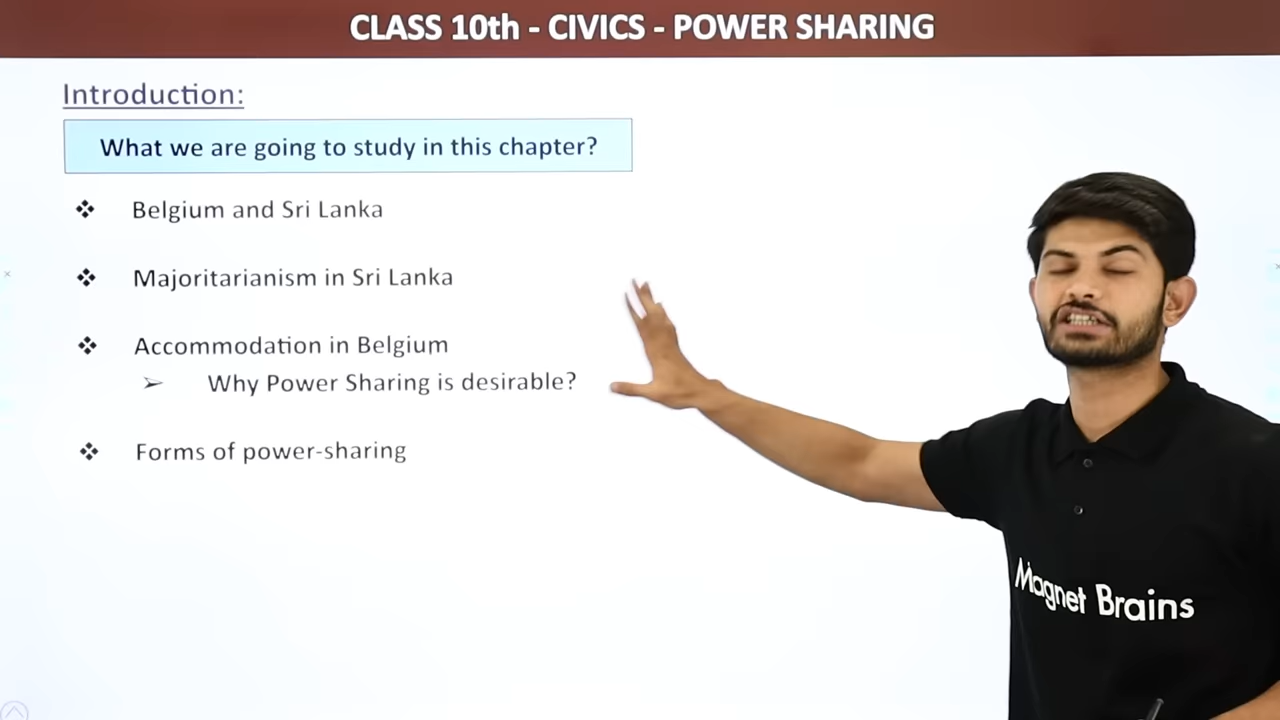 CLASS 10th - CIVICS - POWER SHARING
Introduction:
What we are going to study in this chapter?
Belgium and Sri Lanka
Majoritarianism in Sri Lanka
Accommodation in Belgium
Why Power Sharing is desirable?
Forms of power-sharing
Magnet Brains